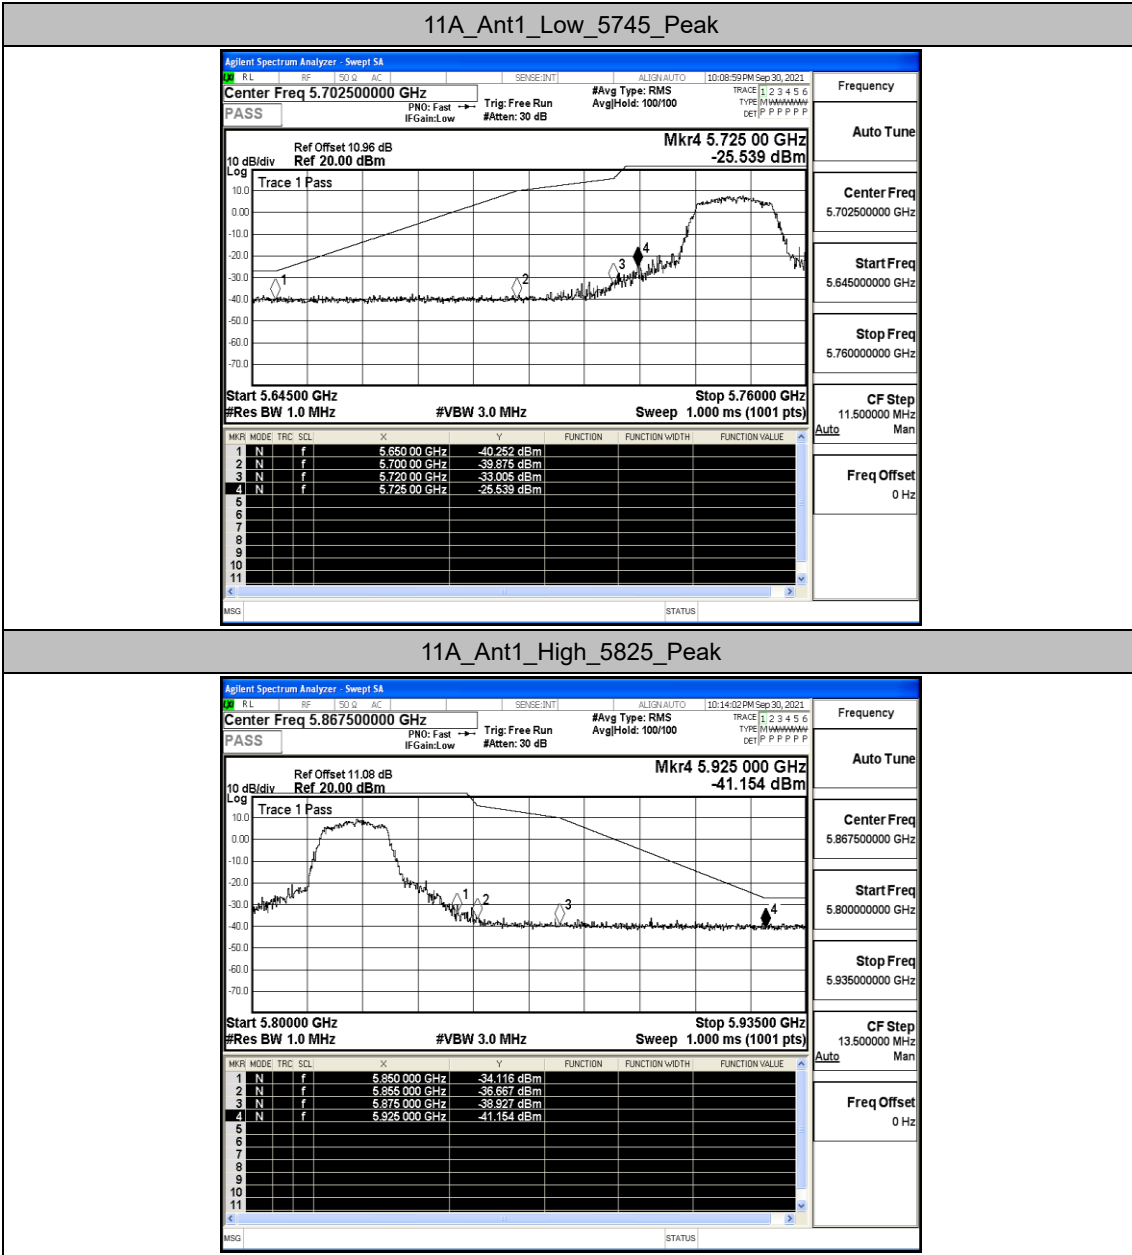 11A_Ant1_Low_5745_Peak
Agilent Spectrum Analyzer - Swept SA
LXI RL RF 50 Ω AC SENSE:INT ALIGNAUTO 10:08:59 PM Sep 30, 2021
Center Freq 5.702500000 GHz
PASS
PNO: Fast
IFGain:Low
Trig: Free Run
#Atten: 30 dB
#Avg Type: RMS
Avg|Hold: 100/100
TRACE 1 2 3 4 5 6
TYPE M
DET P P P P P P
Mkr4 5.725 00 GHz
-25.539 dBm
Ref Offset 10.96 dB
10 dB/div Ref 20.00 dBm
Log
Trace 1 Pass
10.0
0.00
-10.0
-20.0
-30.0
-40.0
-50.0
-60.0
-70.0
1
2
3
4
Start 5.64500 GHz Stop 5.76000 GHz
#Res BW 1.0 MHz #VBW 3.0 MHz Sweep 1.000 ms (1001 pts)
MKR MODE TRC SCL X Y FUNCTION FUNCTION WIDTH FUNCTION VALUE
1 N f 5.650 00 GHz -40.252 dBm
2 N f 5.700 00 GHz -39.875 dBm
3 N f 5.720 00 GHz -33.005 dBm
4 N f 5.725 00 GHz -25.539 dBm
5
6
7
8
9
10
11
MSG STATUS
Frequency
Auto Tune
Center Freq
5.702500000 GHz
Start Freq
5.645000000 GHz
Stop Freq
5.760000000 GHz
CF Step
11.500000 MHz
Auto Man
Freq Offset
0 Hz
11A_Ant1_High_5825_Peak
Agilent Spectrum Analyzer - Swept SA
LXI RL RF 50 Ω AC SENSE:INT ALIGNAUTO 10:14:02 PM Sep 30, 2021
Center Freq 5.867500000 GHz
PASS
PNO: Fast
IFGain:Low
Trig: Free Run
#Atten: 30 dB
#Avg Type: RMS
Avg|Hold: 100/100
TRACE 1 2 3 4 5 6
TYPE M
DET P P P P P P
Mkr4 5.925 000 GHz
-41.154 dBm
Ref Offset 11.08 dB
10 dB/div Ref 20.00 dBm
Log
Trace 1 Pass
10.0
0.00
-10.0
-20.0
-30.0
-40.0
-50.0
-60.0
-70.0
1
2
3
4
Start 5.80000 GHz Stop 5.93500 GHz
#Res BW 1.0 MHz #VBW 3.0 MHz Sweep 1.000 ms (1001 pts)
MKR MODE TRC SCL X Y FUNCTION FUNCTION WIDTH FUNCTION VALUE
1 N f 5.850 000 GHz -34.116 dBm
2 N f 5.855 000 GHz -36.667 dBm
3 N f 5.875 000 GHz -38.927 dBm
4 N f 5.925 000 GHz -41.154 dBm
5
6
7
8
9
10
11
MSG STATUS
Frequency
Auto Tune
Center Freq
5.867500000 GHz
Start Freq
5.800000000 GHz
Stop Freq
5.935000000 GHz
CF Step
13.500000 MHz
Auto Man
Freq Offset
0 Hz